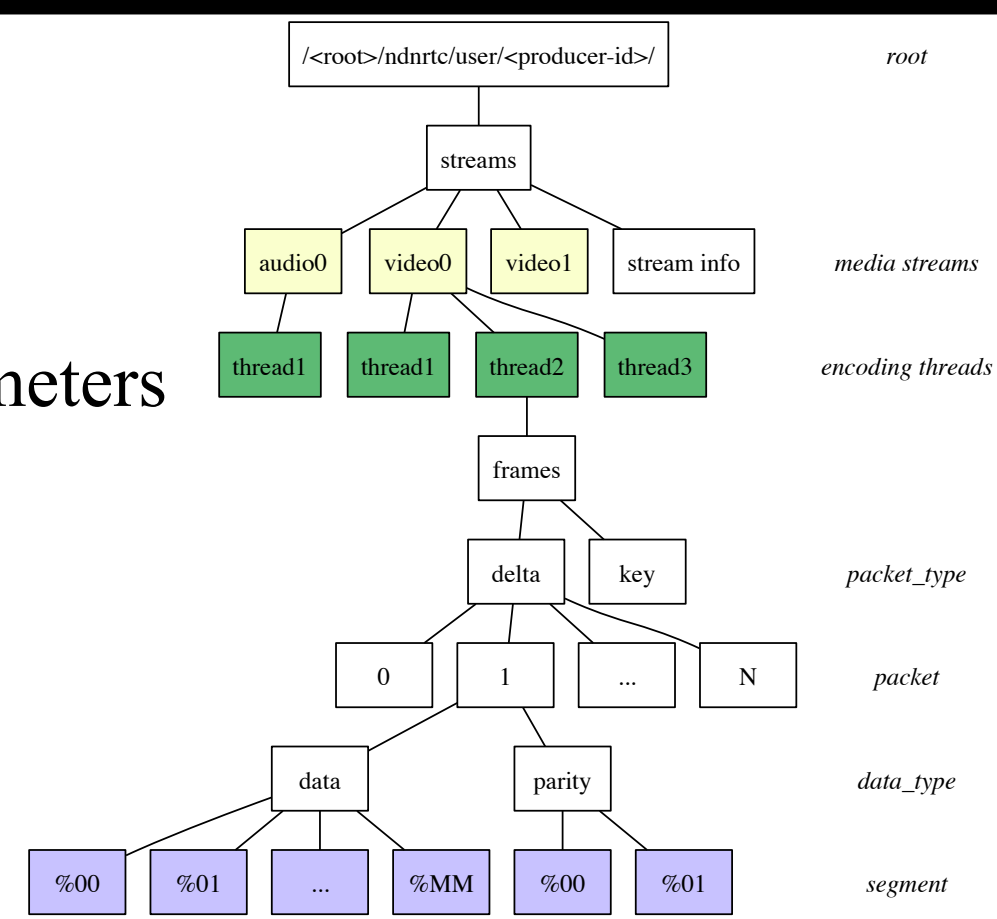 /<root>/ndnrtc/user/<producer-id>/ root
streams
audio0 video0 video1 stream info media streams
neters thread1 thread1 thread2 thread3 encoding threads
frames
delta key packet_type
0 1 ... N packet
data parity data_type
%00 %01 ... %MM %00 %01 segment